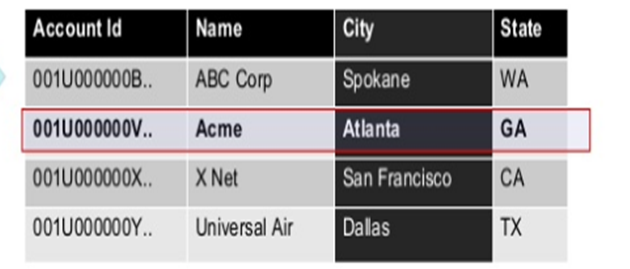 Account Id Name City State
001U000000B.. ABC Corp Spokane WA
001U000000V.. Acme Atlanta GA
001U000000X.. X Net San Francisco CA
001U000000Y.. Universal Air Dallas TX